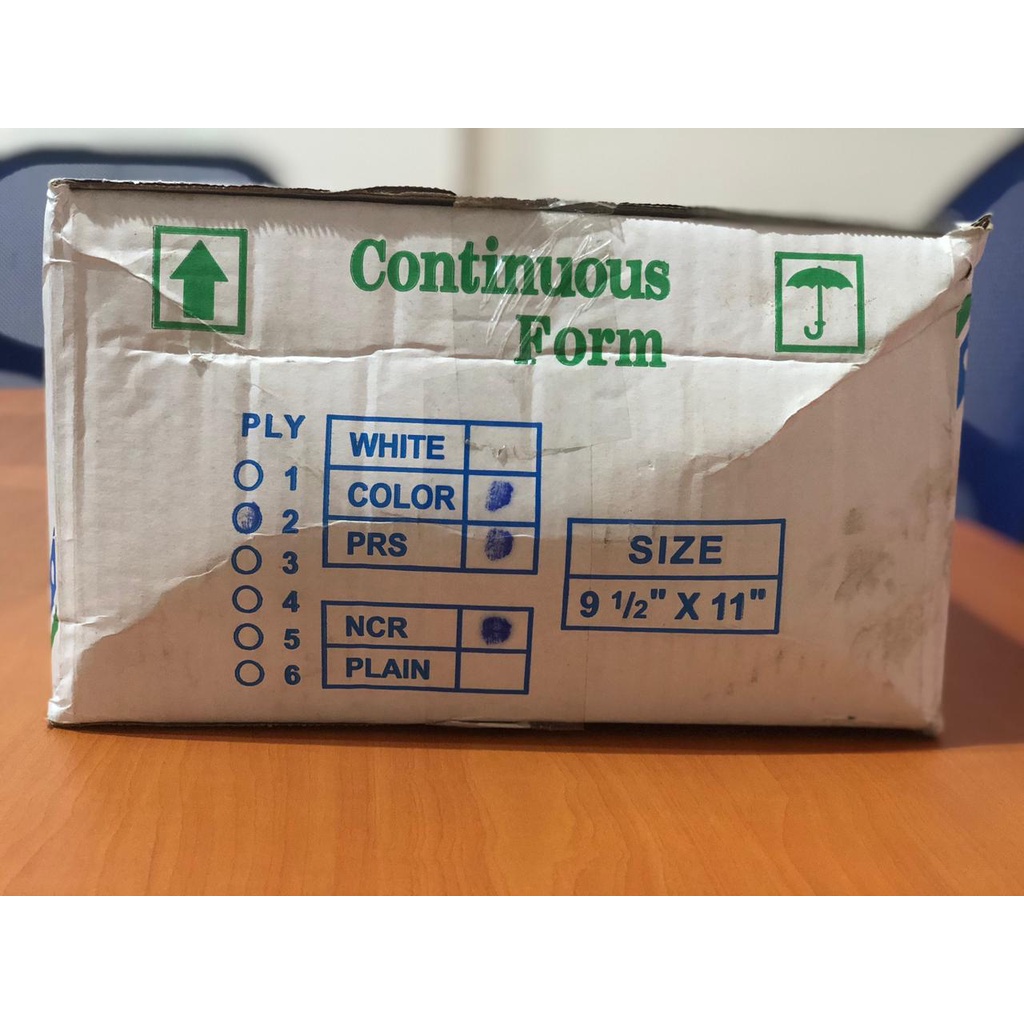 Continuous
Form
PLY
1
2
3
4
5
6
WHITE
COLOR
PRS
NCR
PLAIN
SIZE
9 1/2" X 11"